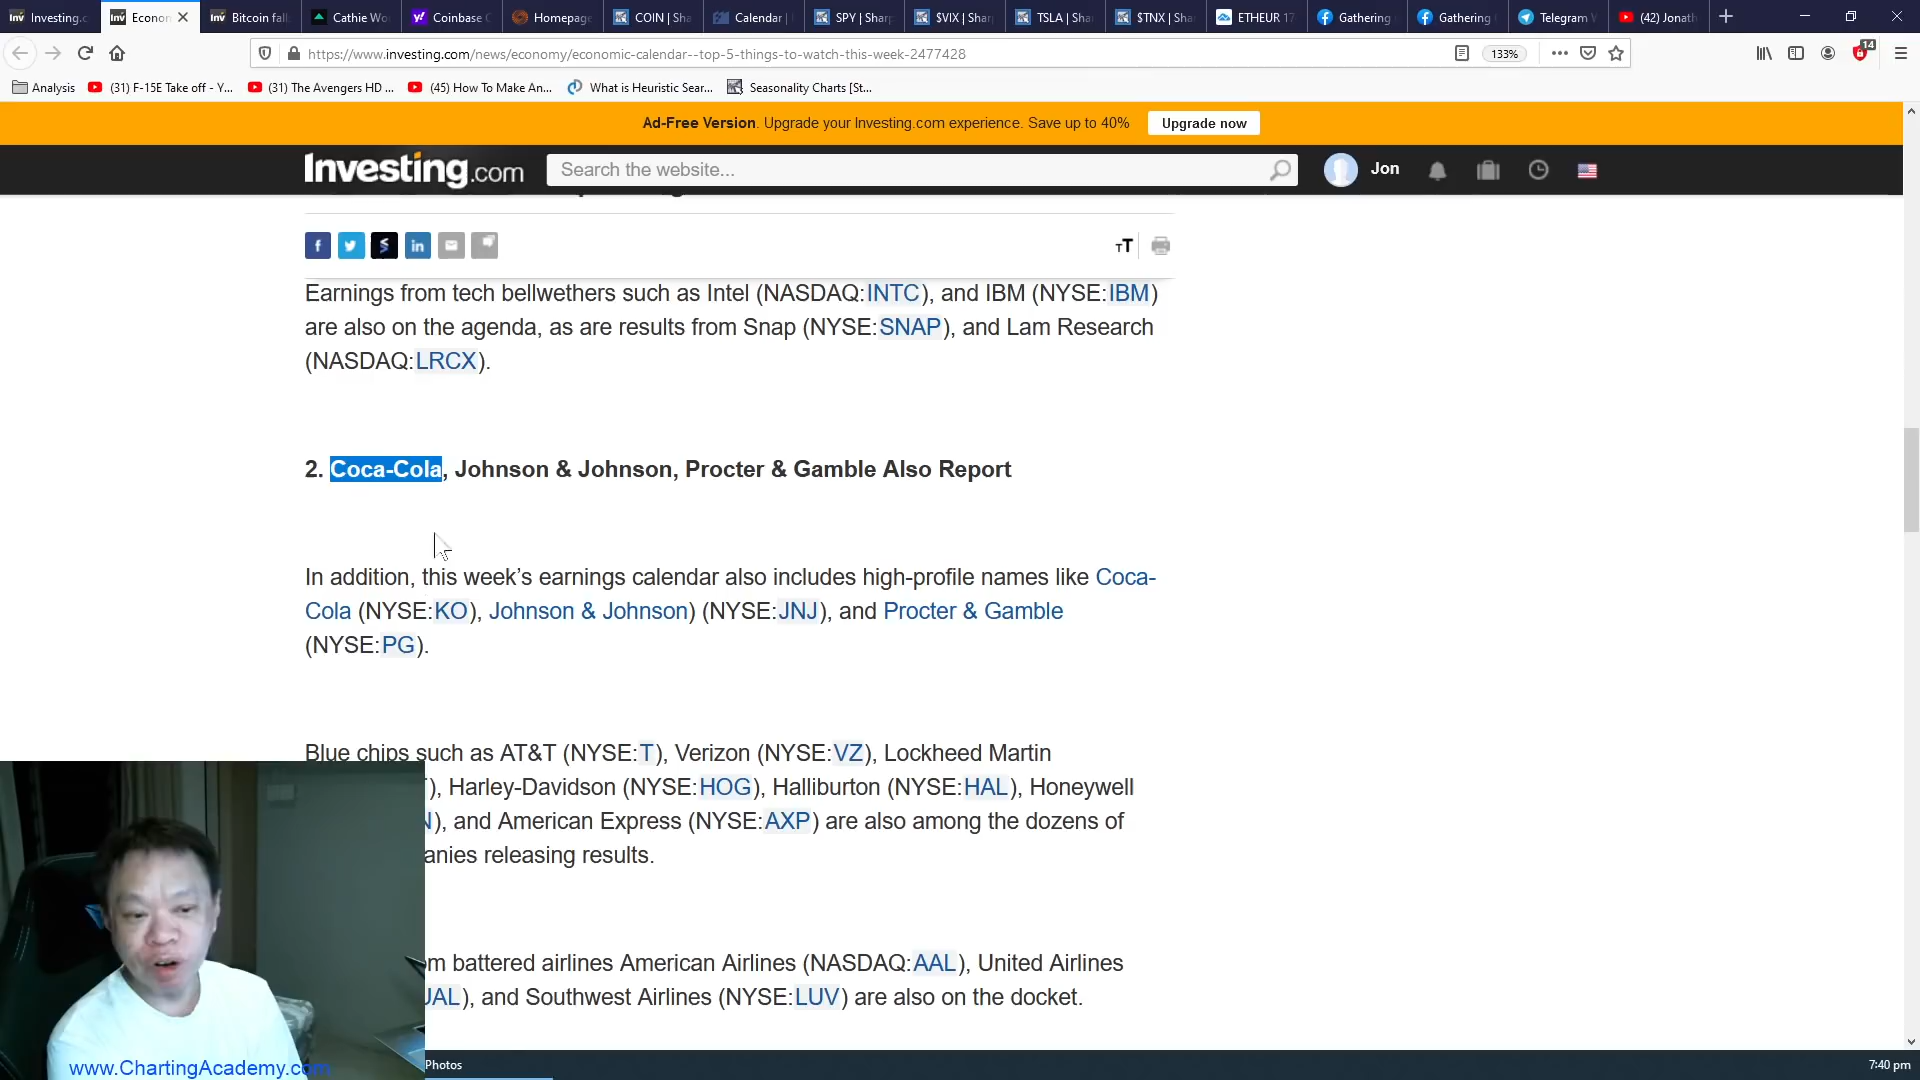 Investing.c
Econon
Bitcoin fall
Cathie Wo
Coinbase C
Homepage
COIN | Sha
Calendar |
SPY | Sharp
$VIX | Shar
TSLA | Sha
$TNX | Sha
ETHEUR 17
Gathering
Gathering
Telegram W
(42) Jonath
https://www.investing.com/news/economy/economic-calendar--top-5-things-to-watch-this-week-2477428
133%
14
Analysis
(31) F-15E Take off - Y...
(31) The Avengers HD ...
(45) How To Make An...
What is Heuristic Sear...
Seasonality Charts [St...
Ad-Free Version. Upgrade your Investing.com experience. Save up to 40%
Upgrade now
Investing.com
Search the website...
Jon
TT
Earnings from tech bellwethers such as Intel (NASDAQ:INTC), and IBM (NYSE:IBM)
are also on the agenda, as are results from Snap (NYSE:SNAP), and Lam Research
(NASDAQ:LRCX).
2. Coca-Cola, Johnson & Johnson, Procter & Gamble Also Report
In addition, this week’s earnings calendar also includes high-profile names like Coca-
Cola (NYSE:KO), Johnson & Johnson) (NYSE:JNJ), and Procter & Gamble
(NYSE:PG).
Blue chips such as AT&T (NYSE:T), Verizon (NYSE:VZ), Lockheed Martin
), Harley-Davidson (NYSE:HOG), Halliburton (NYSE:HAL), Honeywell
N), and American Express (NYSE:AXP) are also among the dozens of
anies releasing results.
om battered airlines American Airlines (NASDAQ:AAL), United Airlines
UAL), and Southwest Airlines (NYSE:LUV) are also on the docket.
www.ChartingAcademy.com
Photos
7:40 pm